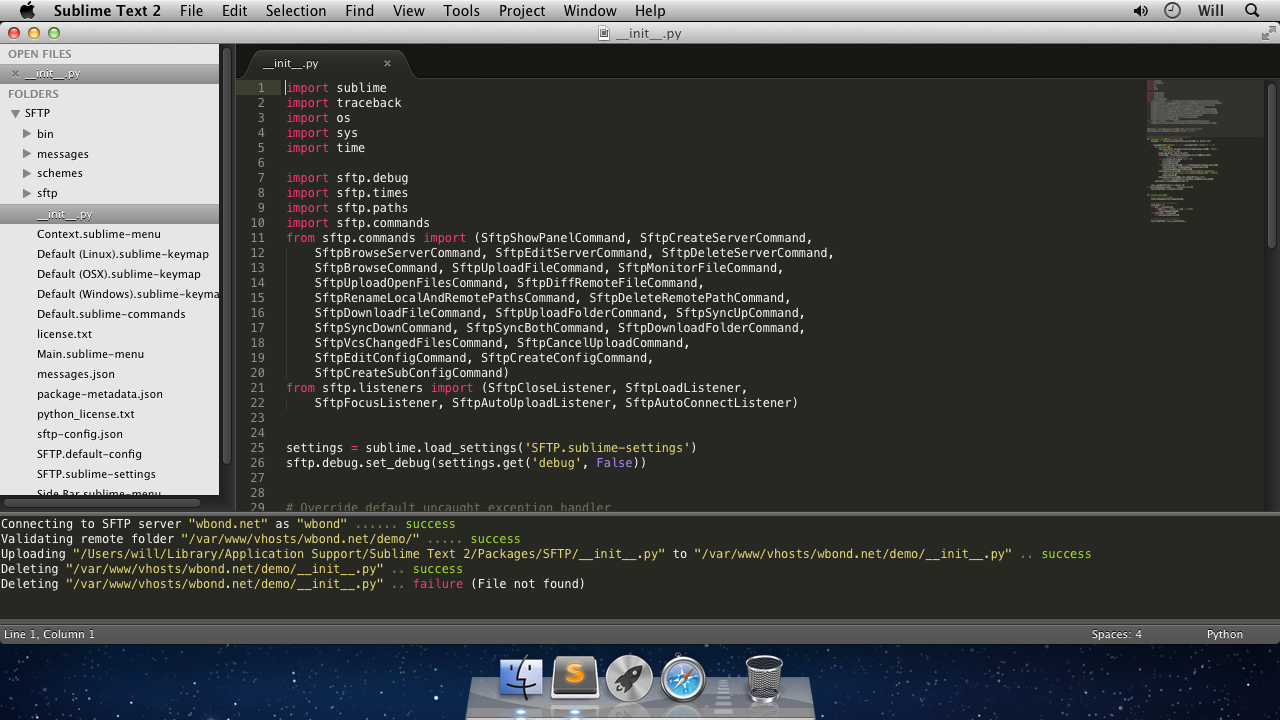 Sublime Text 2 File Edit Selection Find View Tools Project Window Help Will
__init__.py
OPEN FILES
__init__.py
FOLDERS
SFTP
bin
messages
schemes
sftp
__init__.py
Context.sublime-menu
Default (Linux).sublime-keymap
Default (OSX).sublime-keymap
Default (Windows).sublime-keyma
Default.sublime-commands
license.txt
Main.sublime-menu
messages.json
package-metadata.json
python_license.txt
sftp-config.json
SFTP.default-config
SFTP.sublime-settings
Side Bar.sublime-menu
__init__.py
1 import sublime
2 import traceback
3 import os
4 import sys
5 import time
6
7 import sftp.debug
8 import sftp.times
9 import sftp.paths
10 import sftp.commands
11 from sftp.commands import (SftpShowPanelCommand, SftpCreateServerCommand,
12 SftpBrowseServerCommand, SftpEditServerCommand, SftpDeleteServerCommand,
13 SftpBrowseCommand, SftpUploadFileCommand, SftpMonitorFileCommand,
14 SftpUploadOpenFilesCommand, SftpDiffRemoteFileCommand,
15 SftpRenameLocalAndRemotePathsCommand, SftpDeleteRemotePathCommand,
16 SftpDownloadFileCommand, SftpUploadFolderCommand, SftpSyncUpCommand,
17 SftpSyncDownCommand, SftpSyncBothCommand, SftpDownloadFolderCommand,
18 SftpVcsChangedFilesCommand, SftpCancelUploadCommand,
19 SftpEditConfigCommand, SftpCreateConfigCommand,
20 SftpCreateSubConfigCommand)
21 from sftp.listeners import (SftpCloseListener, SftpLoadListener,
22 SftpFocusListener, SftpAutoUploadListener, SftpAutoConnectListener)
23
24
25 settings = sublime.load_settings('SFTP.sublime-settings')
26 sftp.debug.set_debug(settings.get('debug', False))
27
28
29 # Override default uncaught exception handler
Connecting to SFTP server "wbond.net" as "wbond" ...... success
Validating remote folder "/var/www/vhosts/wbond.net/demo/" ..... success
Uploading "/Users/will/Library/Application Support/Sublime Text 2/Packages/SFTP/__init__.py" to "/var/www/vhosts/wbond.net/demo/__init__.py" .. success
Deleting "/var/www/vhosts/wbond.net/demo/__init__.py" .. success
Deleting "/var/www/vhosts/wbond.net/demo/__init__.py" .. failure (File not found)
Line 1, Column 1 Spaces: 4 Python